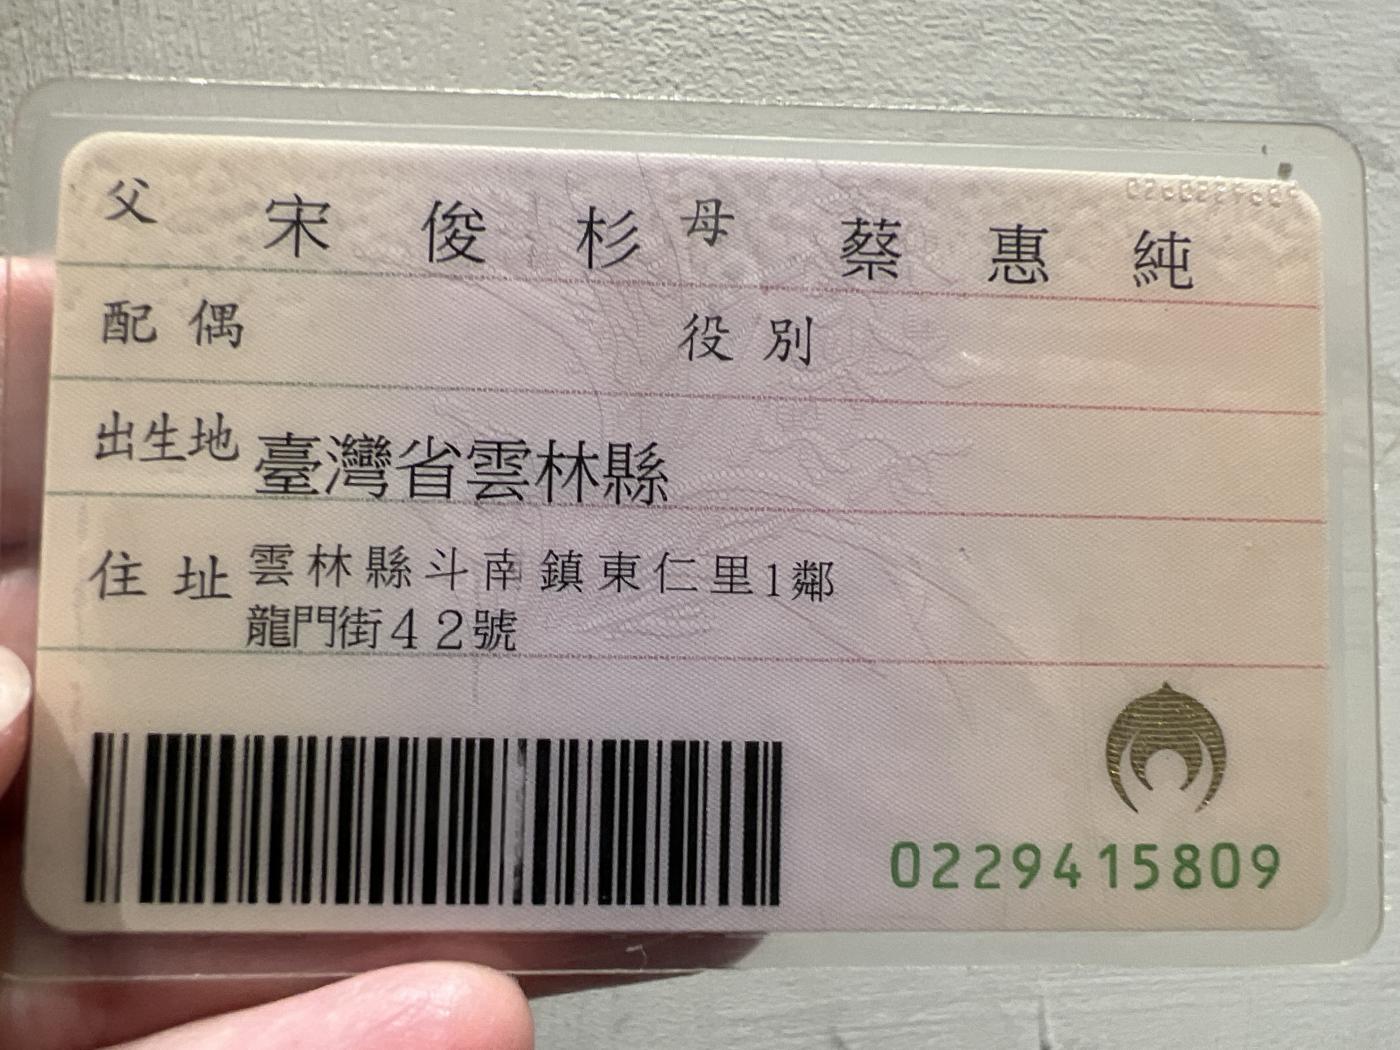 父 宋俊杉 母 蔡惠純
配偶 役別
出生地 臺灣省雲林縣
住址 雲林縣斗南鎮東仁里1鄰
龍門街42號
0229415809